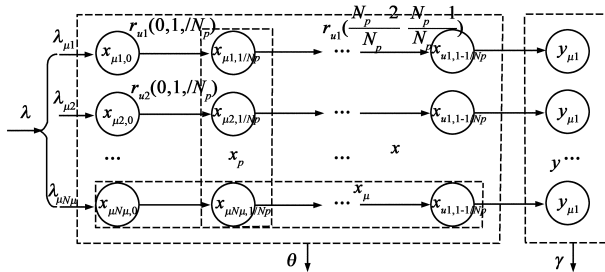 λ_{μ1} r_{u1}(0,1,/N_p) r_{u1}(\frac{N_p-2}{N_p} \frac{N_p-1}{N_p})
x_{μ1,0} x_{μ1,1/Np} ... x_{u1,1-1/Np} y_{μ1}
λ λ_{μ2} r_{u2}(0,1,/N_p)
x_{μ2,0} x_{μ2,1/Np} ... x_{u1,1-1/Np} y_{μ1}
... x_p ... x y ...
λ_{μNμ} x_μ
x_{μNμ,0} x_{μNμ,1/Np} ... x_{u1,1-1/Np} y_{μ1}
θ γ